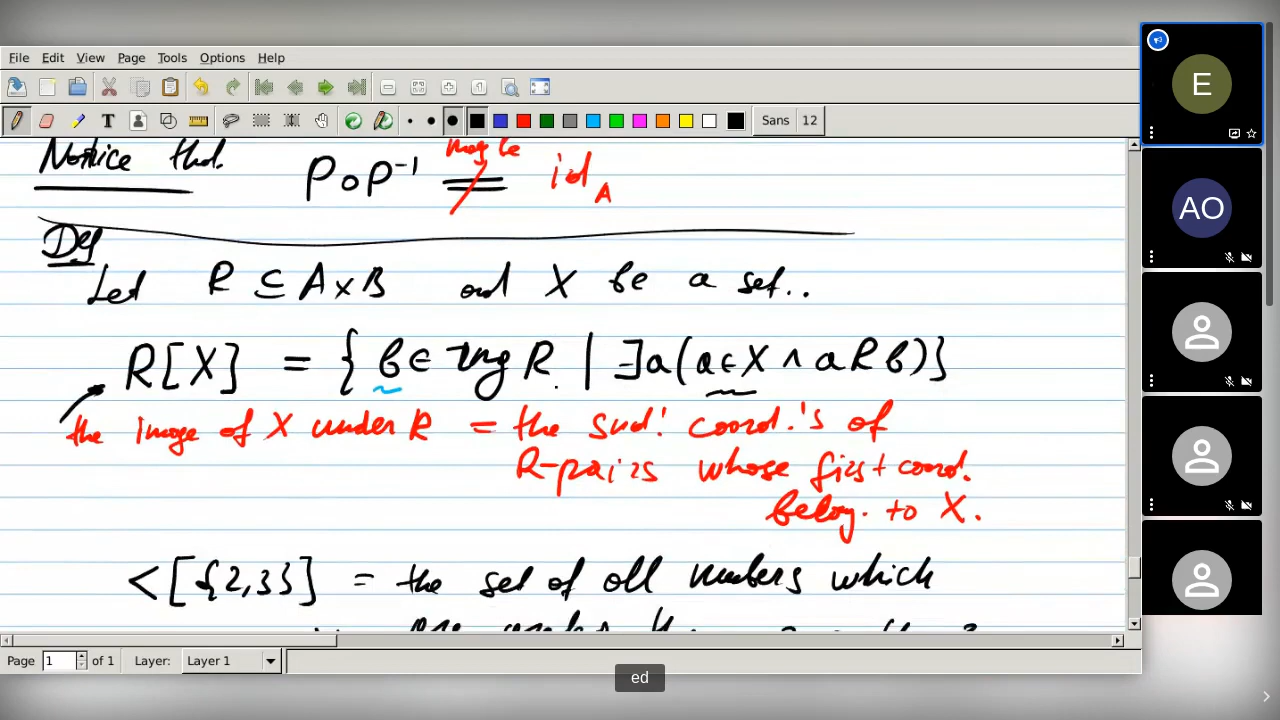 File Edit View Page Tools Options Help
Sans 12
Notice that. P∘P⁻¹ ≠ may be id_A
Def
Let R ⊆ A×B and X be a set..
R[X] = { b ∈ rng R | ∃a(a∈X ∧ aRb)}
the image of X under R = the snd! coord.'s of
R-pairs whose first coord.
belong. to X.
<[{2,3}] = the set of all numbers which
Page 1 of 1 Layer: Layer 1
ed
E
AO